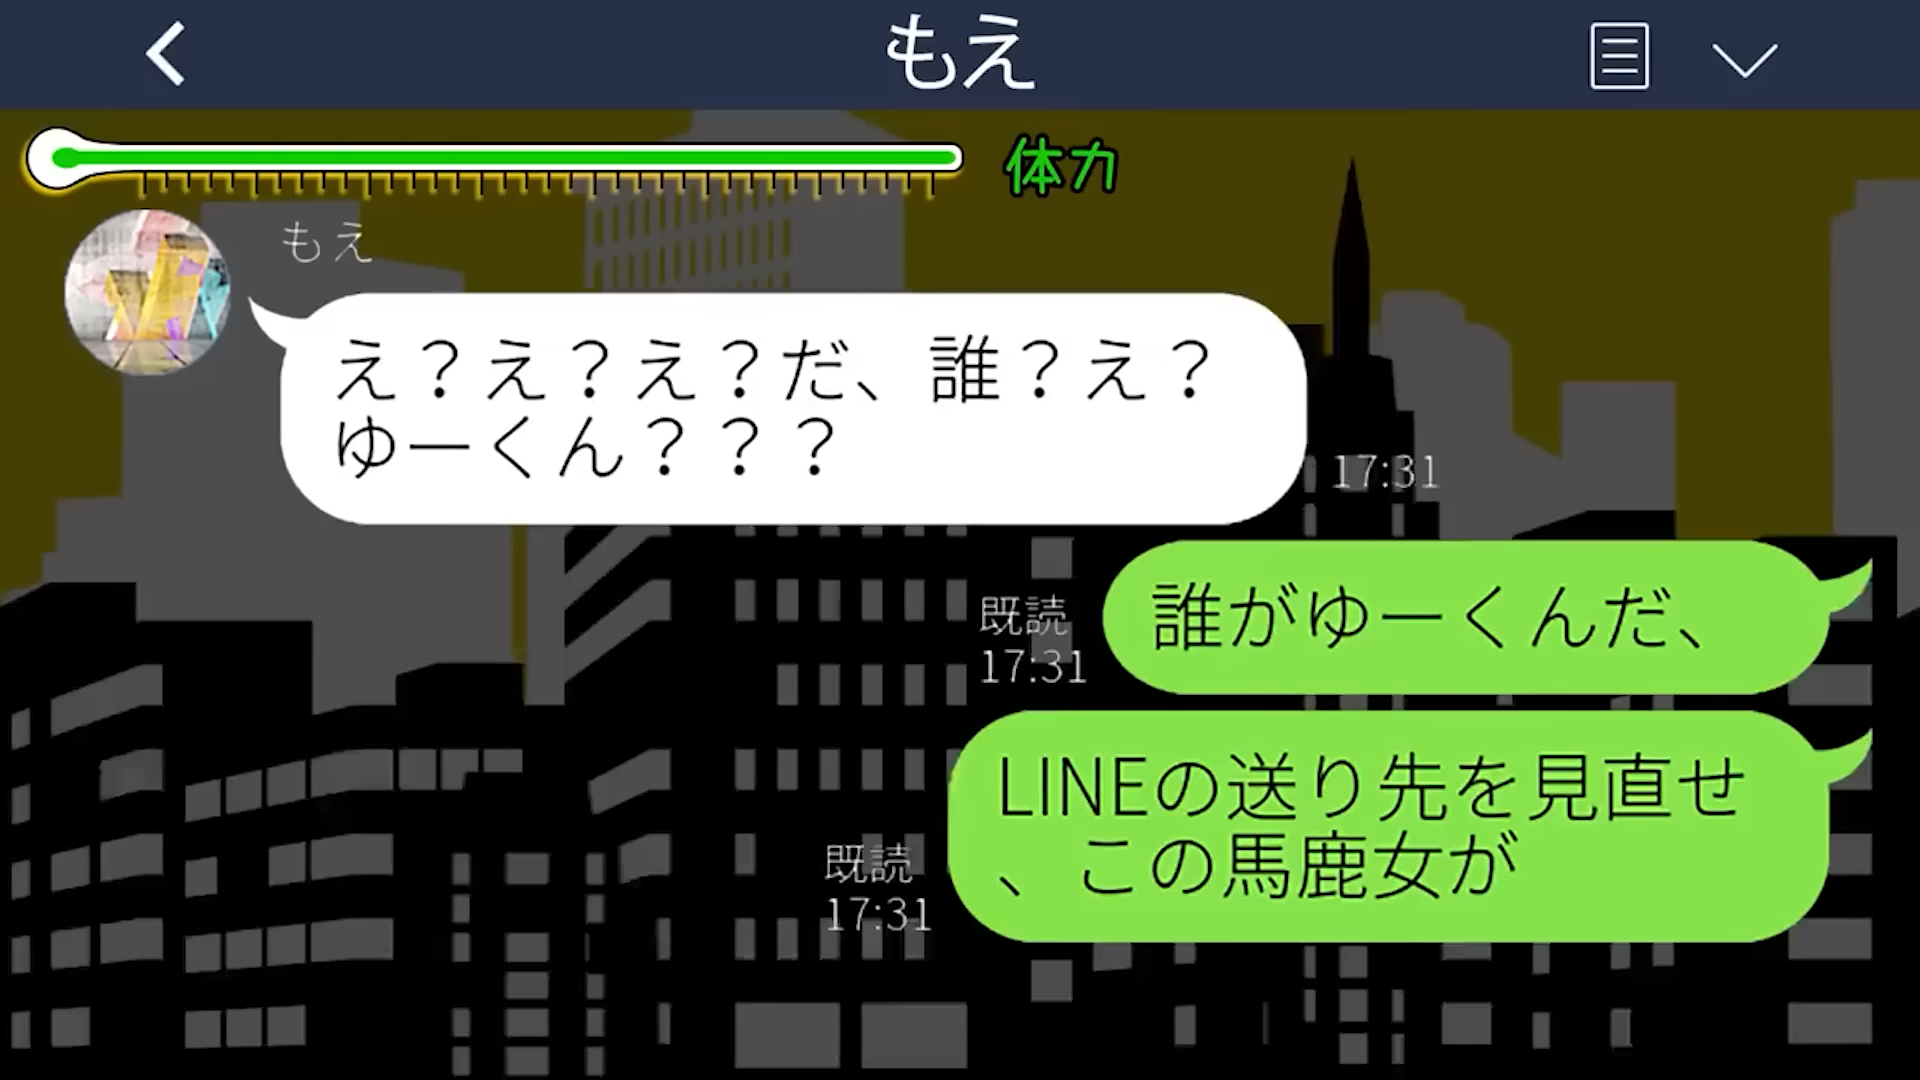 もえ
体力
もえ
え？え？え？だ、誰？え？
ゆーくん？？？
17:31
誰がゆーくんだ、
既読
17:31
LINEの送り先を見直せ
、この馬鹿女が
既読
17:31